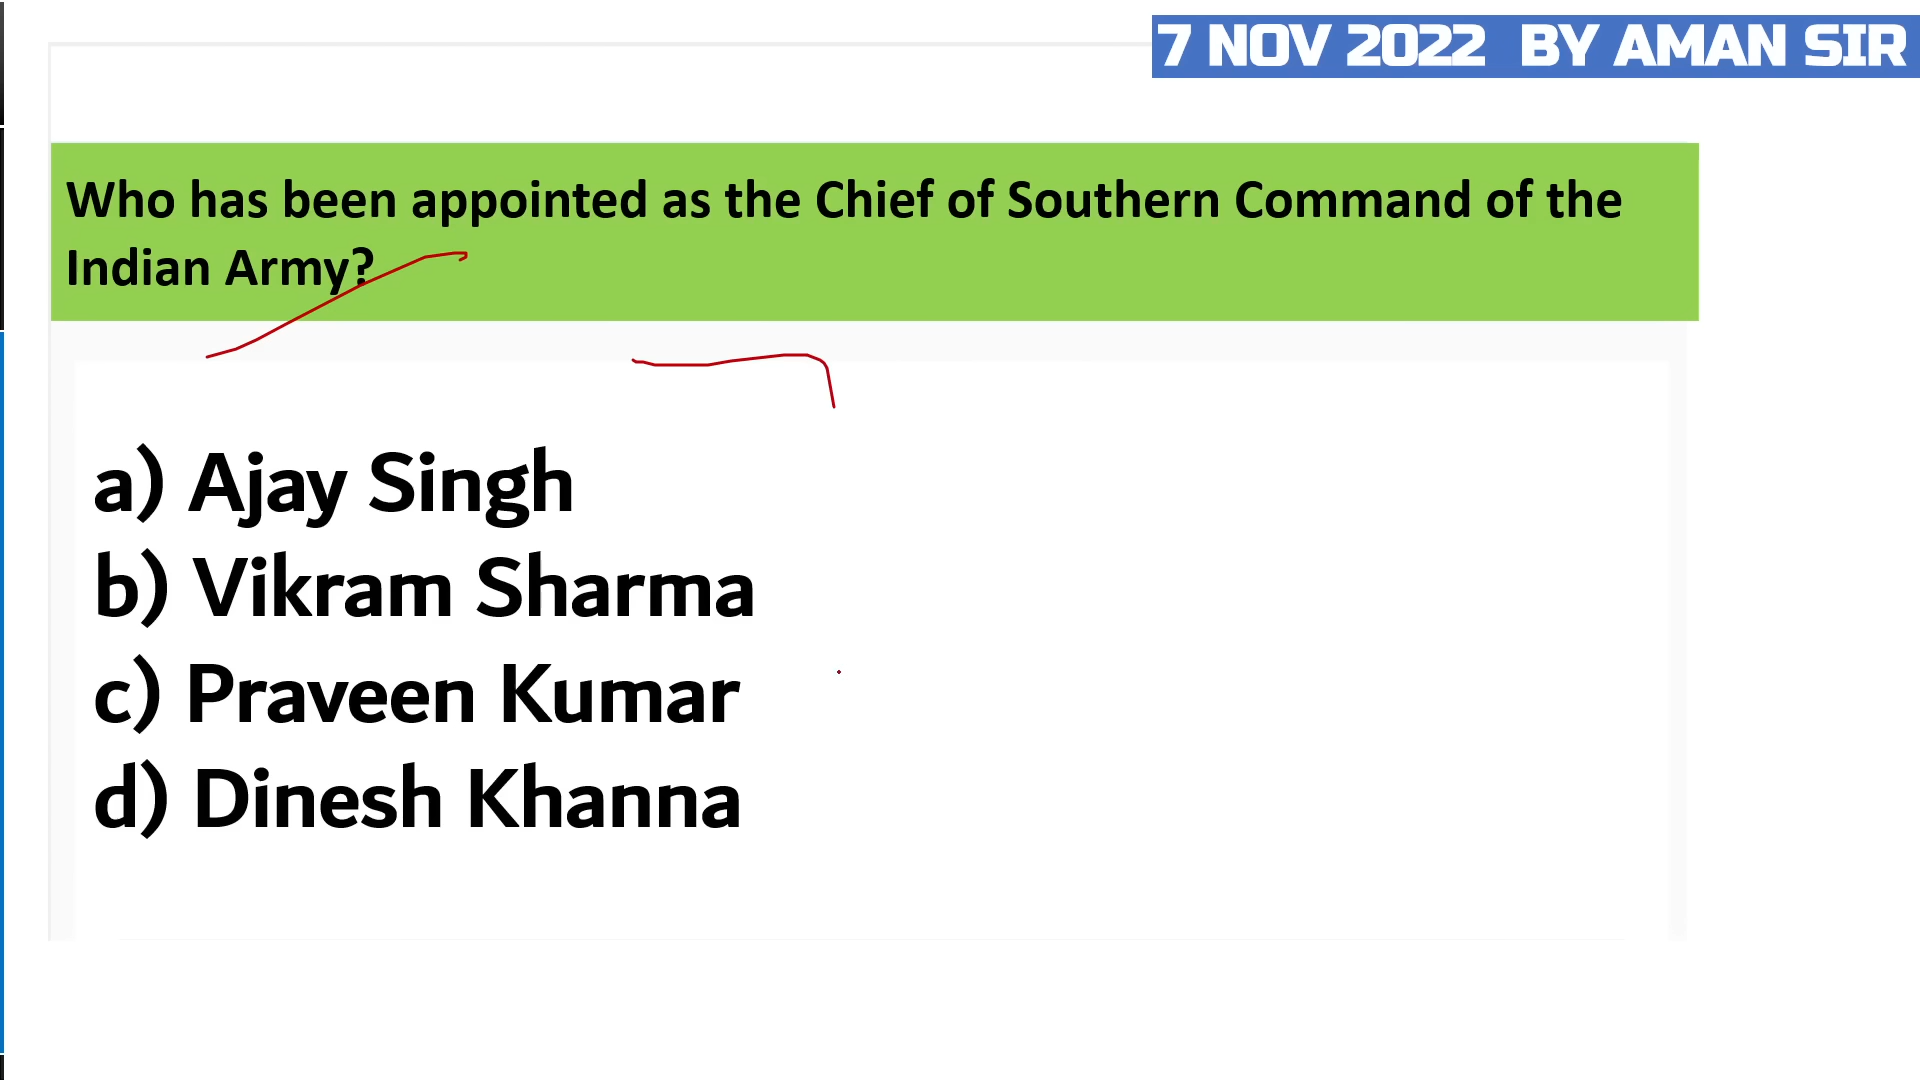 7 NOV 2022 BY AMAN SIR
Who has been appointed as the Chief of Southern Command of the
Indian Army?
a) Ajay Singh
b) Vikram Sharma
c) Praveen Kumar
d) Dinesh Khanna